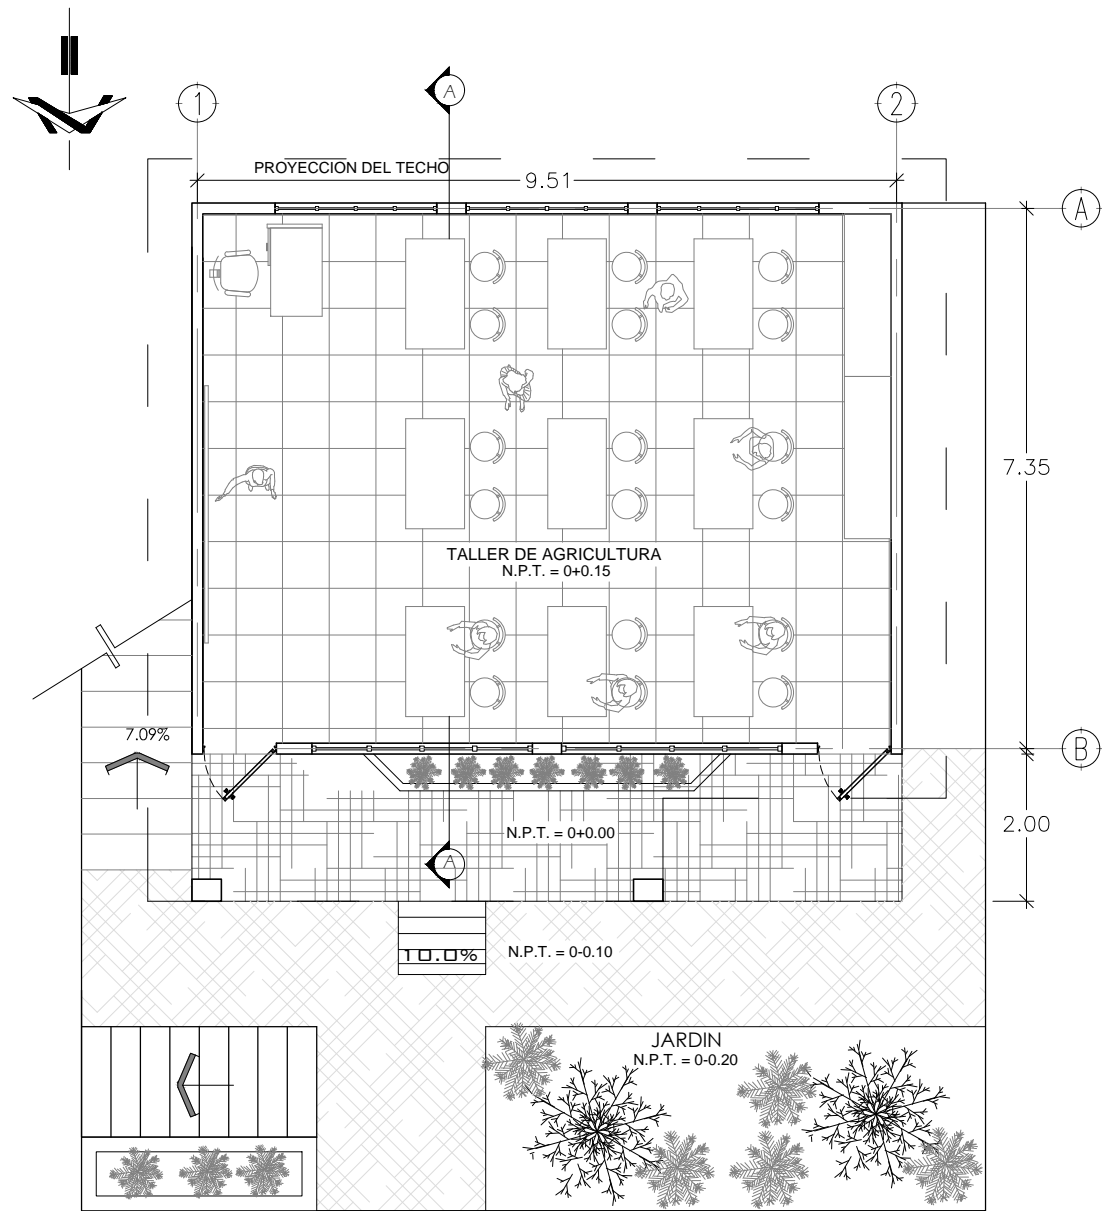 A
1
2
PROYECCION DEL TECHO
9.51
A
7.35
TALLER DE AGRICULTURA
N.P.T. = 0+0.15
7.09%
B
N.P.T. = 0+0.00
2.00
A
10.0%
N.P.T. = 0-0.10
JARDIN
N.P.T. = 0-0.20